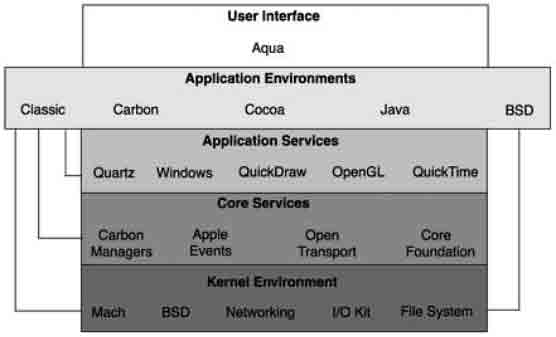 User Interface
Aqua
Application Environments
Classic Carbon Cocoa Java BSD
Application Services
Quartz Windows QuickDraw OpenGL QuickTime
Core Services
Carbon Managers Apple Events Open Transport Core Foundation
Kernel Environment
Mach BSD Networking I/O Kit File System